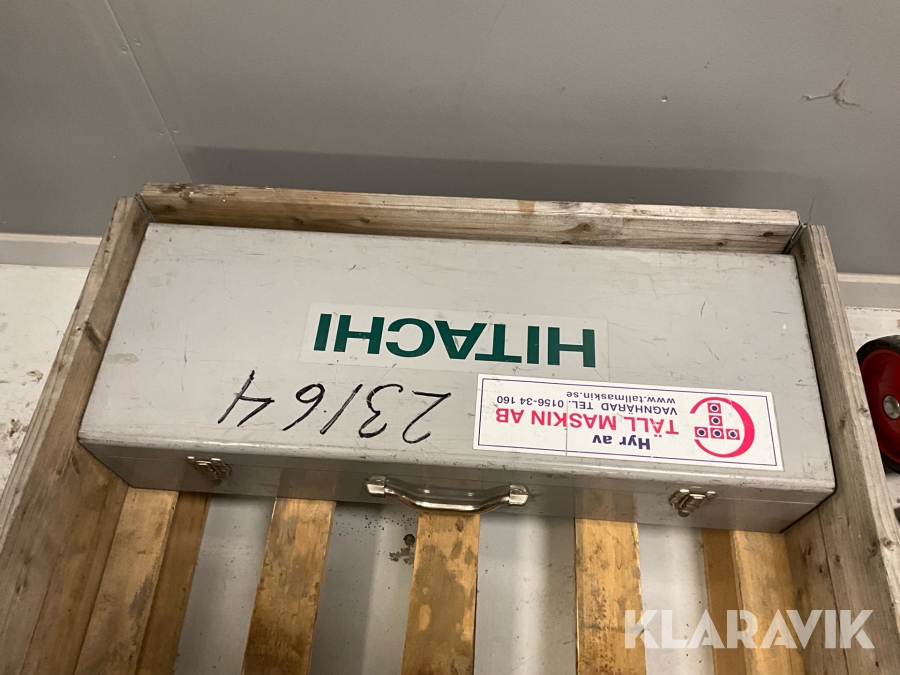 HITACHI
23164
Hyr av
TÄLL MASKIN AB
VAGNHÄRAD TEL. 0156-34 160
www.tallmaskin.se
KLARAVIK